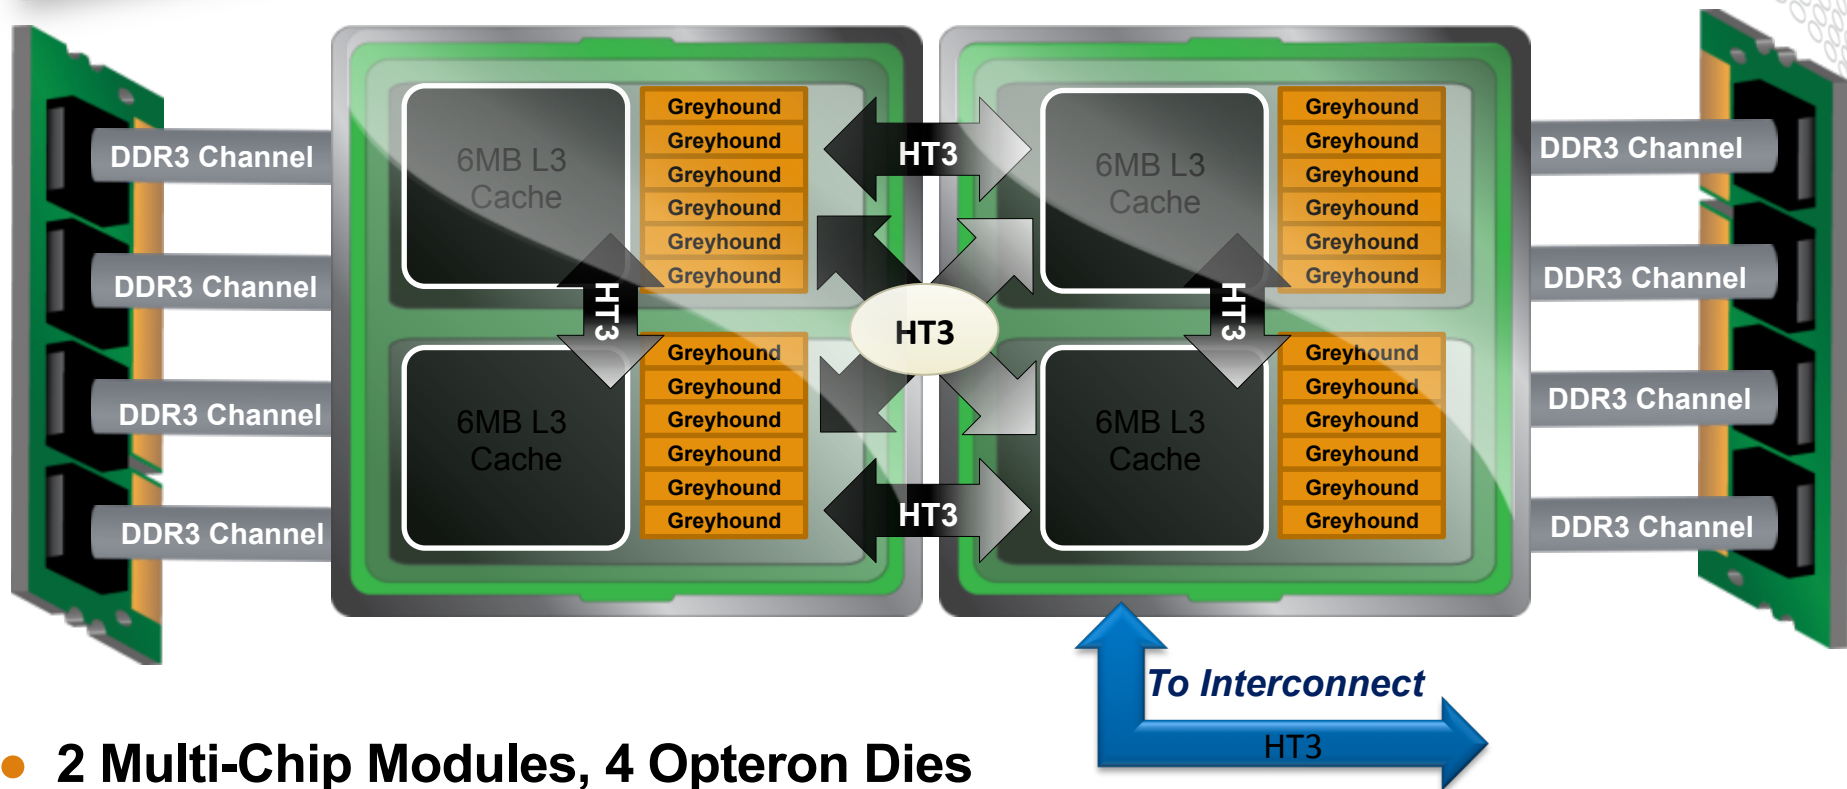 DDR3 Channel
DDR3 Channel
DDR3 Channel
DDR3 Channel
6MB L3
Cache
Greyhound
Greyhound
Greyhound
Greyhound
Greyhound
Greyhound
HT3
6MB L3
Cache
Greyhound
Greyhound
Greyhound
Greyhound
Greyhound
Greyhound
HT3
HT3
HT3
6MB L3
Cache
Greyhound
Greyhound
Greyhound
Greyhound
Greyhound
Greyhound
HT3
6MB L3
Cache
Greyhound
Greyhound
Greyhound
Greyhound
Greyhound
Greyhound
DDR3 Channel
DDR3 Channel
DDR3 Channel
DDR3 Channel
To Interconnect
HT3
• 2 Multi-Chip Modules, 4 Opteron Dies